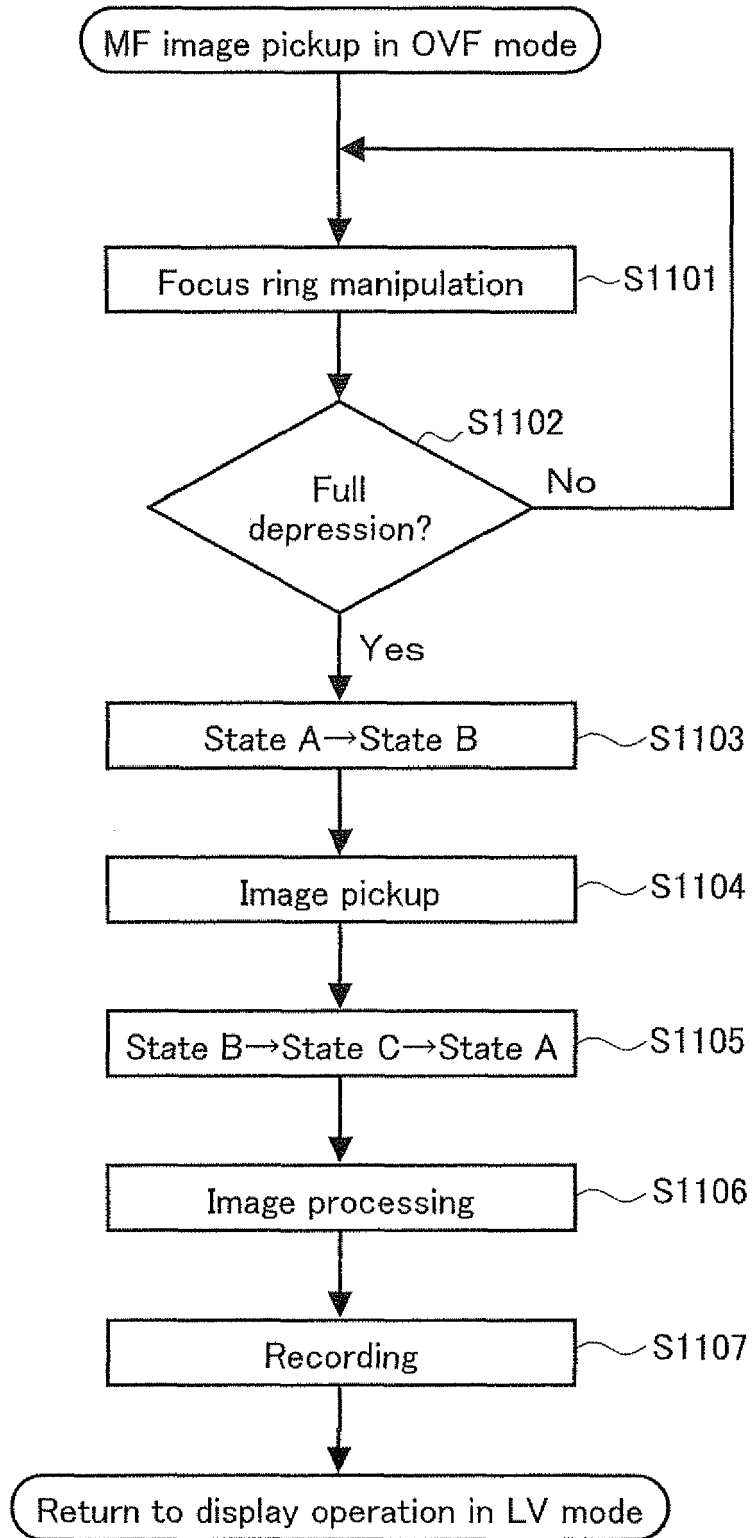 MF image pickup in OVF mode
Focus ring manipulation
S1101
S1102
Full
depression?
No
Yes
State A→State B
S1103
Image pickup
S1104
State B→State C→State A
S1105
Image processing
S1106
Recording
S1107
Return to display operation in LV mode